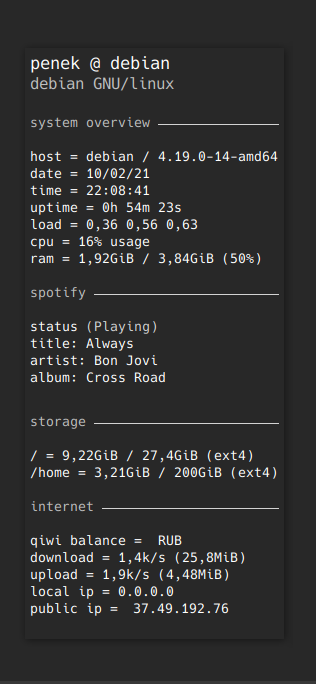 penek @ debian
debian GNU/linux
system overview
host = debian / 4.19.0-14-amd64
date = 10/02/21
time = 22:08:41
uptime = 0h 54m 23s
load = 0,36 0,56 0,63
cpu = 16% usage
ram = 1,92GiB / 3,84GiB (50%)
spotify
status (Playing)
title: Always
artist: Bon Jovi
album: Cross Road
storage
/ = 9,22GiB / 27,4GiB (ext4)
/home = 3,21GiB / 200GiB (ext4)
internet
qiwi balance =  RUB
download = 1,4k/s (25,8MiB)
upload = 1,9k/s (4,48MiB)
local ip = 0.0.0.0
public ip =  37.49.192.76